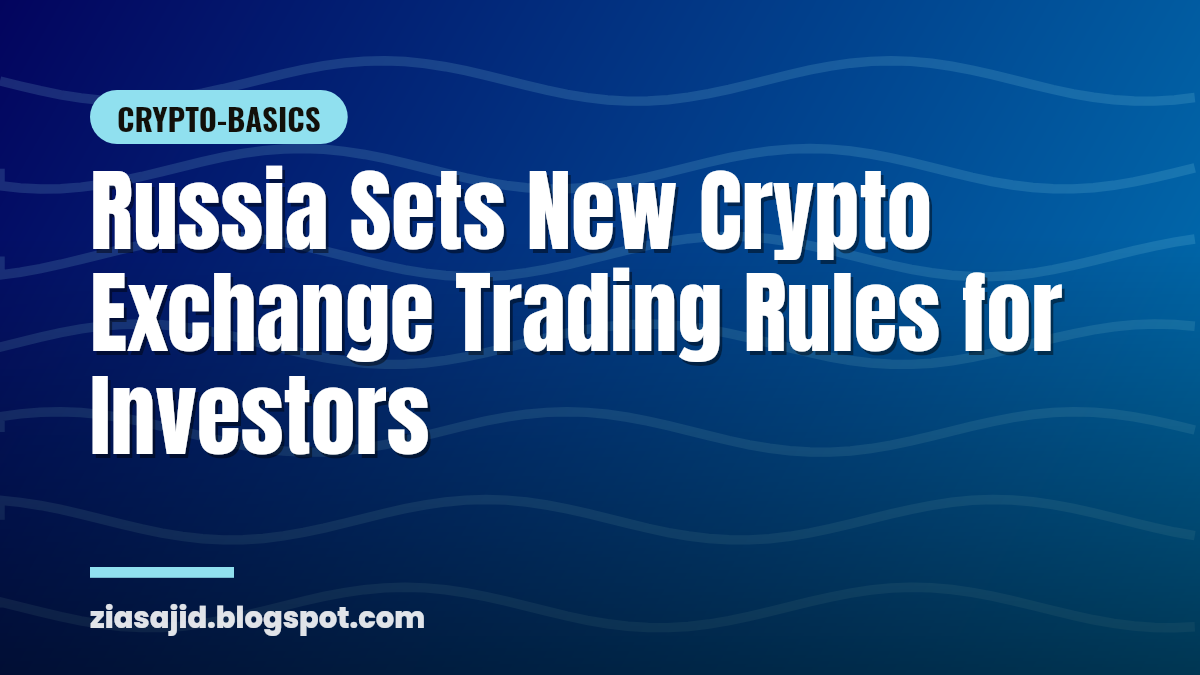 CRYPTO-BASICS
Russia Sets New Crypto
Exchange Trading Rules for
Investors
ziasajid.blogspot.com